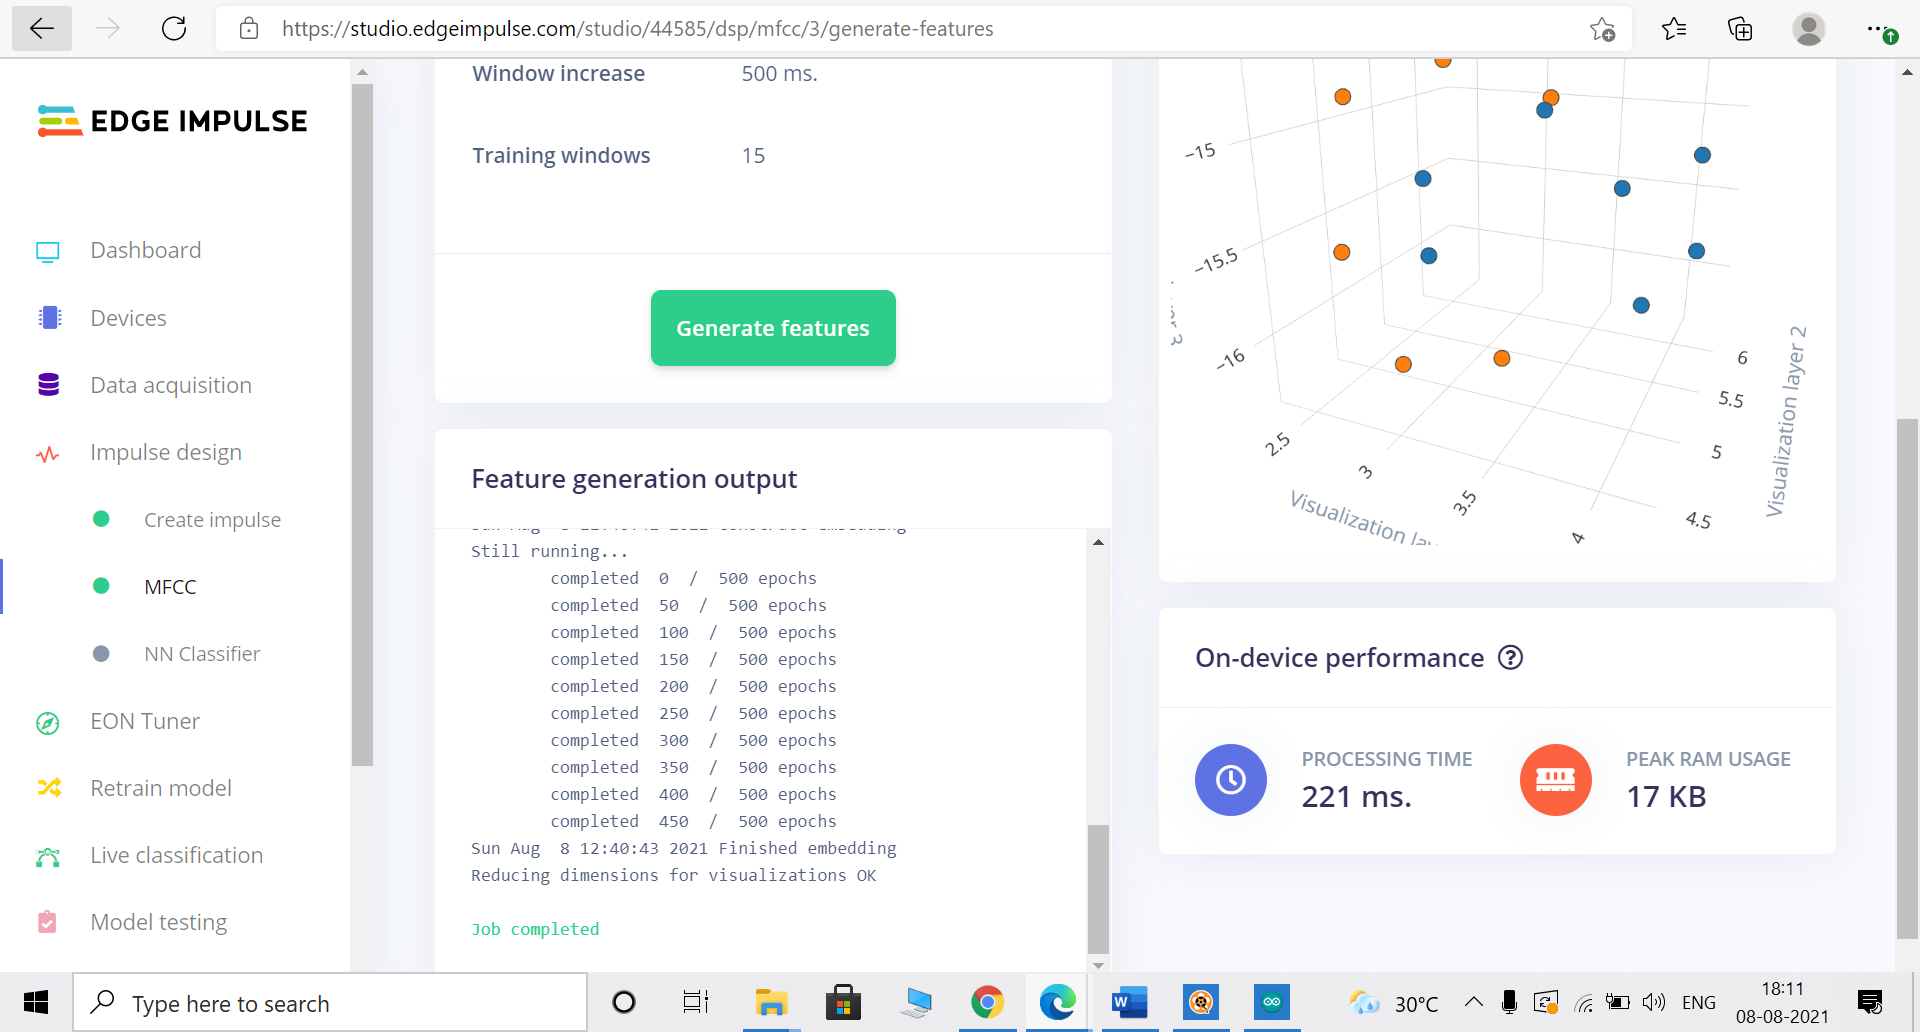 https://studio.edgeimpulse.com/studio/44585/dsp/mfcc/3/generate-features
EDGE IMPULSE
Dashboard
Devices
Data acquisition
Impulse design
Create impulse
MFCC
NN Classifier
EON Tuner
Retrain model
Live classification
Model testing
Window increase 500 ms.
Training windows 15
Generate features
Feature generation output
Still running...
completed 0 / 500 epochs
completed 50 / 500 epochs
completed 100 / 500 epochs
completed 150 / 500 epochs
completed 200 / 500 epochs
completed 250 / 500 epochs
completed 300 / 500 epochs
completed 350 / 500 epochs
completed 400 / 500 epochs
completed 450 / 500 epochs
Sun Aug 8 12:40:43 2021 Finished embedding
Reducing dimensions for visualizations OK
Job completed
−15
−15.5
−16
2.5
3
3.5
4
4.5
5
5.5
6
Visualization
Visualization layer 2
On-device performance ?
PROCESSING TIME
221 ms.
PEAK RAM USAGE
17 KB
Type here to search
W
30°C
ENG
18:11
08-08-2021